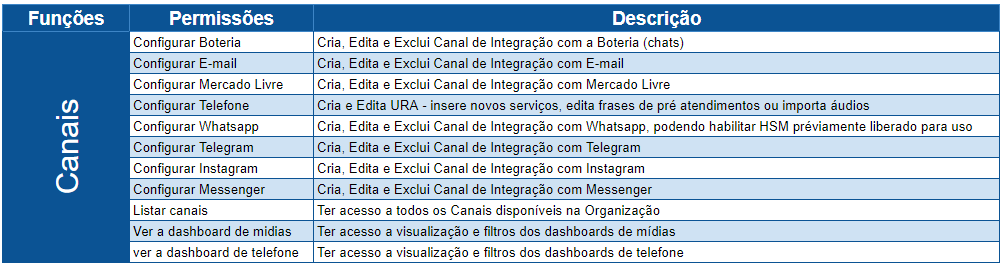 Funções Permissões Descrição
Canais
Configurar Boteria Cria, Edita e Exclui Canal de Integração com a Boteria (chats)
Configurar E-mail Cria, Edita e Exclui Canal de Integração com E-mail
Configurar Mercado Livre Cria, Edita e Exclui Canal de Integração com Mercado Livre
Configurar Telefone Cria e Edita URA - insere novos serviços, edita frases de pré atendimentos ou importa áudios
Configurar Whatsapp Cria, Edita e Exclui Canal de Integração com Whatsapp, podendo habilitar HSM préviamente liberado para uso
Configurar Telegram Cria, Edita e Exclui Canal de Integração com Telegram
Configurar Instagram Cria, Edita e Exclui Canal de Integração com Instagram
Configurar Messenger Cria, Edita e Exclui Canal de Integração com Messenger
Listar canais Ter acesso a todos os Canais disponíveis na Organização
Ver a dashboard de midias Ter acesso a visualização e filtros dos dashboards de mídias
ver a dashboard de telefone Ter acesso a visualização e filtros dos dashboards de telefone